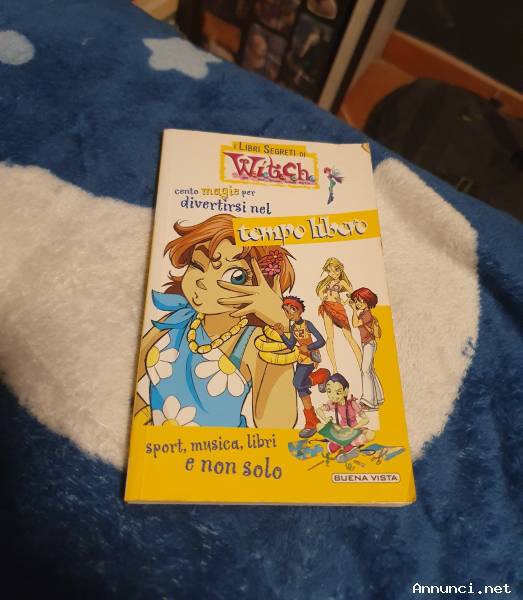 I LIBRI SEGRETI DI
Witch
cento magie per
divertirsi nel
tempo libero
sport, musica, libri
e non solo
BUENA VISTA
Annunci.net